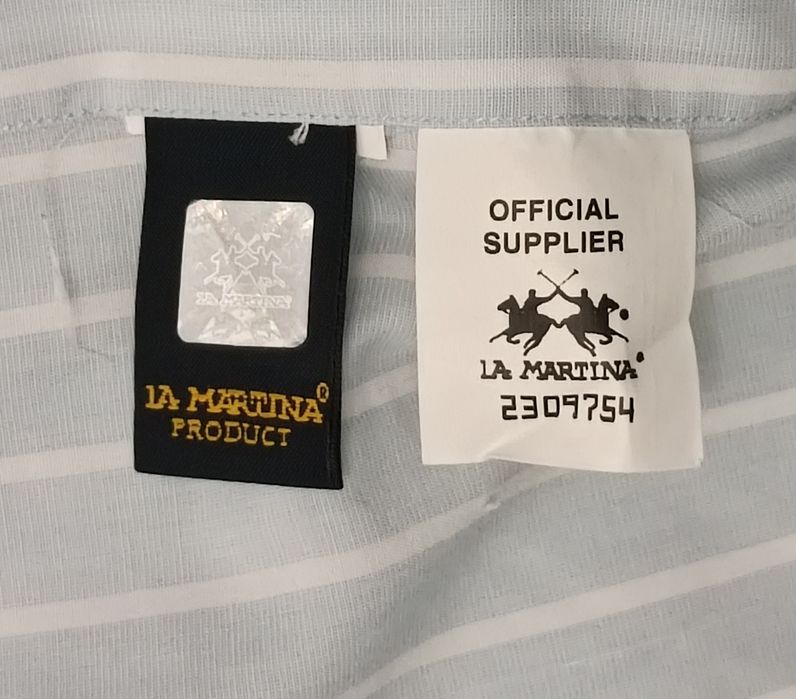 LA MARTINA
LA MARTINA®
PRODUCT
OFFICIAL
SUPPLIER
LA MARTINA®
2309754